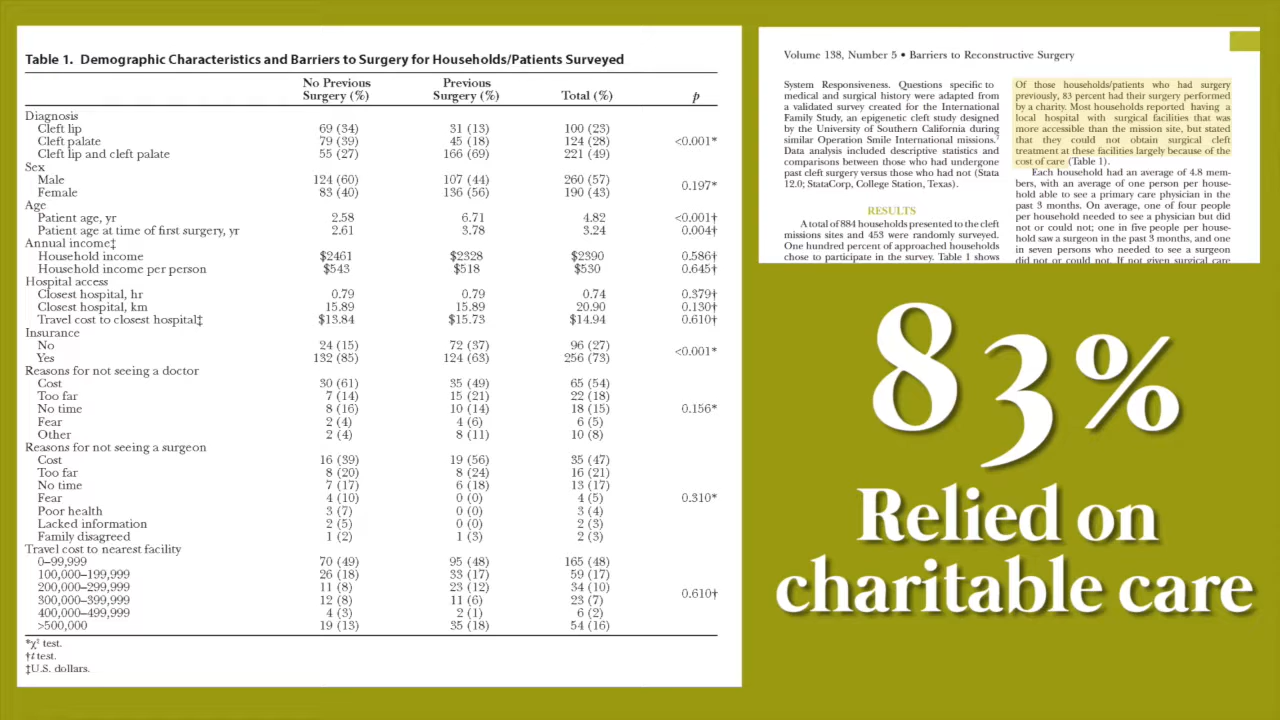 Table 1. Demographic Characteristics and Barriers to Surgery for Households/Patients Surveyed
No Previous Surgery (%) Previous Surgery (%) Total (%) p
Diagnosis
Cleft lip 69 (34) 31 (13) 100 (23)
Cleft palate 79 (39) 45 (18) 124 (28) <0.001*
Cleft lip and cleft palate 55 (27) 166 (69) 221 (49)
Sex
Male 124 (60) 107 (44) 260 (57)
0.197*
Female 83 (40) 136 (56) 190 (43)
Age
Patient age, yr 2.58 6.71 4.82 <0.001†
Patient age at time of first surgery, yr 2.61 3.78 3.24 0.004†
Annual income‡
Household income $2461 $2328 $2390 0.586†
Household income per person $543 $518 $530 0.645†
Hospital access
Closest hospital, hr 0.79 0.79 0.74 0.379†
Closest hospital, km 15.89 15.89 20.90 0.130†
Travel cost to closest hospital‡ $13.84 $15.73 $14.94 0.610†
Insurance
No 24 (15) 72 (37) 96 (27)
<0.001*
Yes 132 (85) 124 (63) 256 (73)
Reasons for not seeing a doctor
Cost 30 (61) 35 (49) 65 (54)
Too far 7 (14) 15 (21) 22 (18)
No time 8 (16) 10 (14) 18 (15) 0.156*
Fear 2 (4) 4 (6) 6 (5)
Other 2 (4) 8 (11) 10 (8)
Reasons for not seeing a surgeon
Cost 16 (39) 19 (56) 35 (47)
Too far 8 (20) 8 (24) 16 (21)
No time 7 (17) 6 (18) 13 (17)
Fear 4 (10) 0 (0) 4 (5) 0.310*
Poor health 3 (7) 0 (0) 3 (4)
Lacked information 2 (5) 0 (0) 2 (3)
Family disagreed 1 (2) 1 (3) 2 (3)
Travel cost to nearest facility
0–99,999 70 (49) 95 (48) 165 (48)
100,000–199,999 26 (18) 33 (17) 59 (17)
200,000–299,999 11 (8) 23 (12) 34 (10)
0.610†
300,000–399,999 12 (8) 11 (6) 23 (7)
400,000–499,999 4 (3) 2 (1) 6 (2)
>500,000 19 (13) 35 (18) 54 (16)
*χ² test.
†t test.
‡U.S. dollars.
Volume 138, Number 5 • Barriers to Reconstructive Surgery
System Responsiveness. Questions specific to
medical and surgical history were adapted from
a validated survey created for the International
Family Study, an epigenetic cleft study designed
by the University of Southern California during
similar Operation Smile International missions.
Data analysis included descriptive statistics and
comparisons between those who had undergone
past cleft surgery versus those who had not (Stata
12.0; StataCorp, College Station, Texas).
RESULTS
A total of 884 households presented to the cleft
missions sites and 453 were randomly surveyed.
One hundred percent of approached households
chose to participate in the survey. Table 1 shows
Of those households/patients who had surgery
previously, 83 percent had their surgery performed
by a charity. Most households reported having a
local hospital with surgical facilities that was
more accessible than the mission site, but stated
that they could not obtain surgical cleft
treatment at these facilities largely because of the
cost of care (Table 1).
Each household had an average of 4.8 mem-
bers, with an average of one person per house-
hold able to see a primary care physician in the
past 3 months. On average, one of four people
per household needed to see a physician but did
not or could not; one in five people per house-
hold saw a surgeon in the past 3 months, and one
in seven persons who needed to see a surgeon
did not or could not. If not given surgical care
83%
Relied on
charitable care